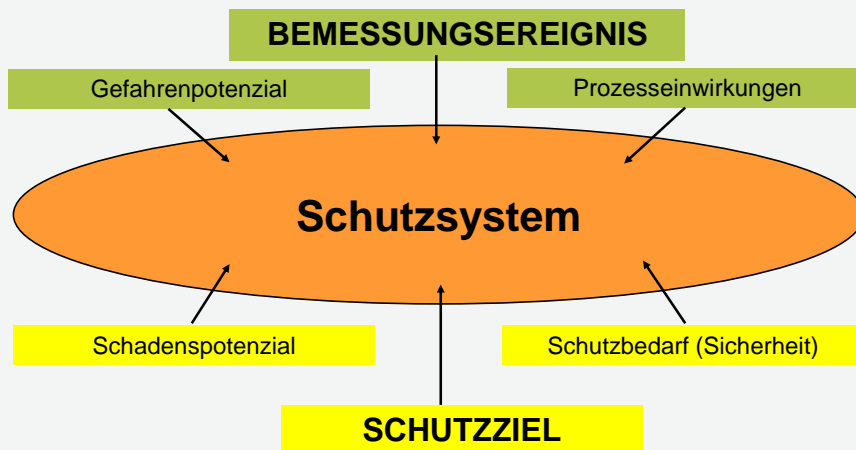 BEMESSUNGSEREIGNIS
Gefahrenpotenzial
Prozesseinwirkungen
Schutzsystem
Schadenspotenzial
Schutzbedarf (Sicherheit)
SCHUTZZIEL